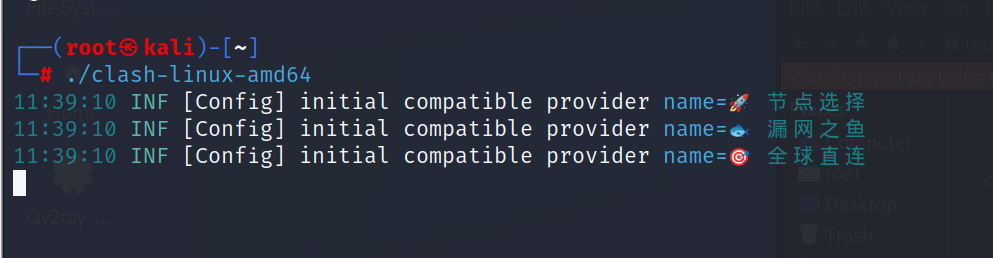 File Syst...
File Edit View Go
┌──(root㉿kali)-[~]
└─# ./clash-linux-amd64
Warning: you are using
11:39:10 INF [Config] initial compatible provider name=🚀 节点选择
11:39:10 INF [Config] initial compatible provider name=🐟 漏网之鱼
Home
11:39:10 INF [Config] initial compatible provider name=🎯 全球直连
root
Desktop
Qv2ray-...
Trash